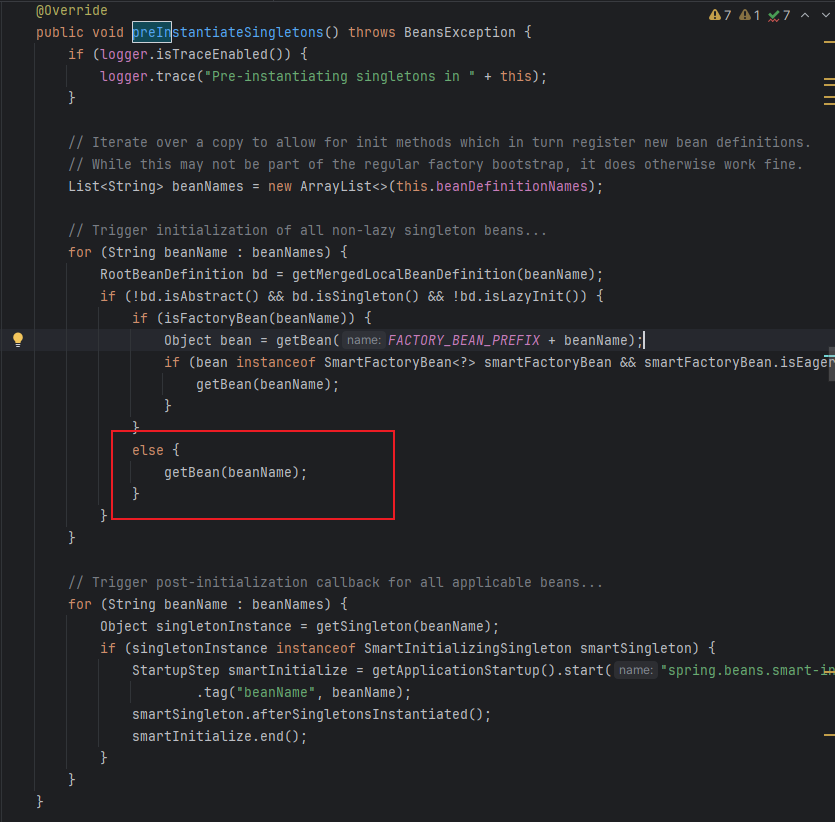 @Override
7 1 7
public void preInstantiateSingletons() throws BeansException {
if (logger.isTraceEnabled()) {
logger.trace("Pre-instantiating singletons in " + this);
}
// Iterate over a copy to allow for init methods which in turn register new bean definitions.
// While this may not be part of the regular factory bootstrap, it does otherwise work fine.
List<String> beanNames = new ArrayList<>(this.beanDefinitionNames);
// Trigger initialization of all non-lazy singleton beans...
for (String beanName : beanNames) {
RootBeanDefinition bd = getMergedLocalBeanDefinition(beanName);
if (!bd.isAbstract() && bd.isSingleton() && !bd.isLazyInit()) {
if (isFactoryBean(beanName)) {
Object bean = getBean( name: FACTORY_BEAN_PREFIX + beanName);
if (bean instanceof SmartFactoryBean<?> smartFactoryBean && smartFactoryBean.isEager
getBean(beanName);
}
}
else {
getBean(beanName);
}
}
}
// Trigger post-initialization callback for all applicable beans...
for (String beanName : beanNames) {
Object singletonInstance = getSingleton(beanName);
if (singletonInstance instanceof SmartInitializingSingleton smartSingleton) {
StartupStep smartInitialize = getApplicationStartup().start( name: "spring.beans.smart-in
.tag("beanName", beanName);
smartSingleton.afterSingletonsInstantiated();
smartInitialize.end();
}
}
}